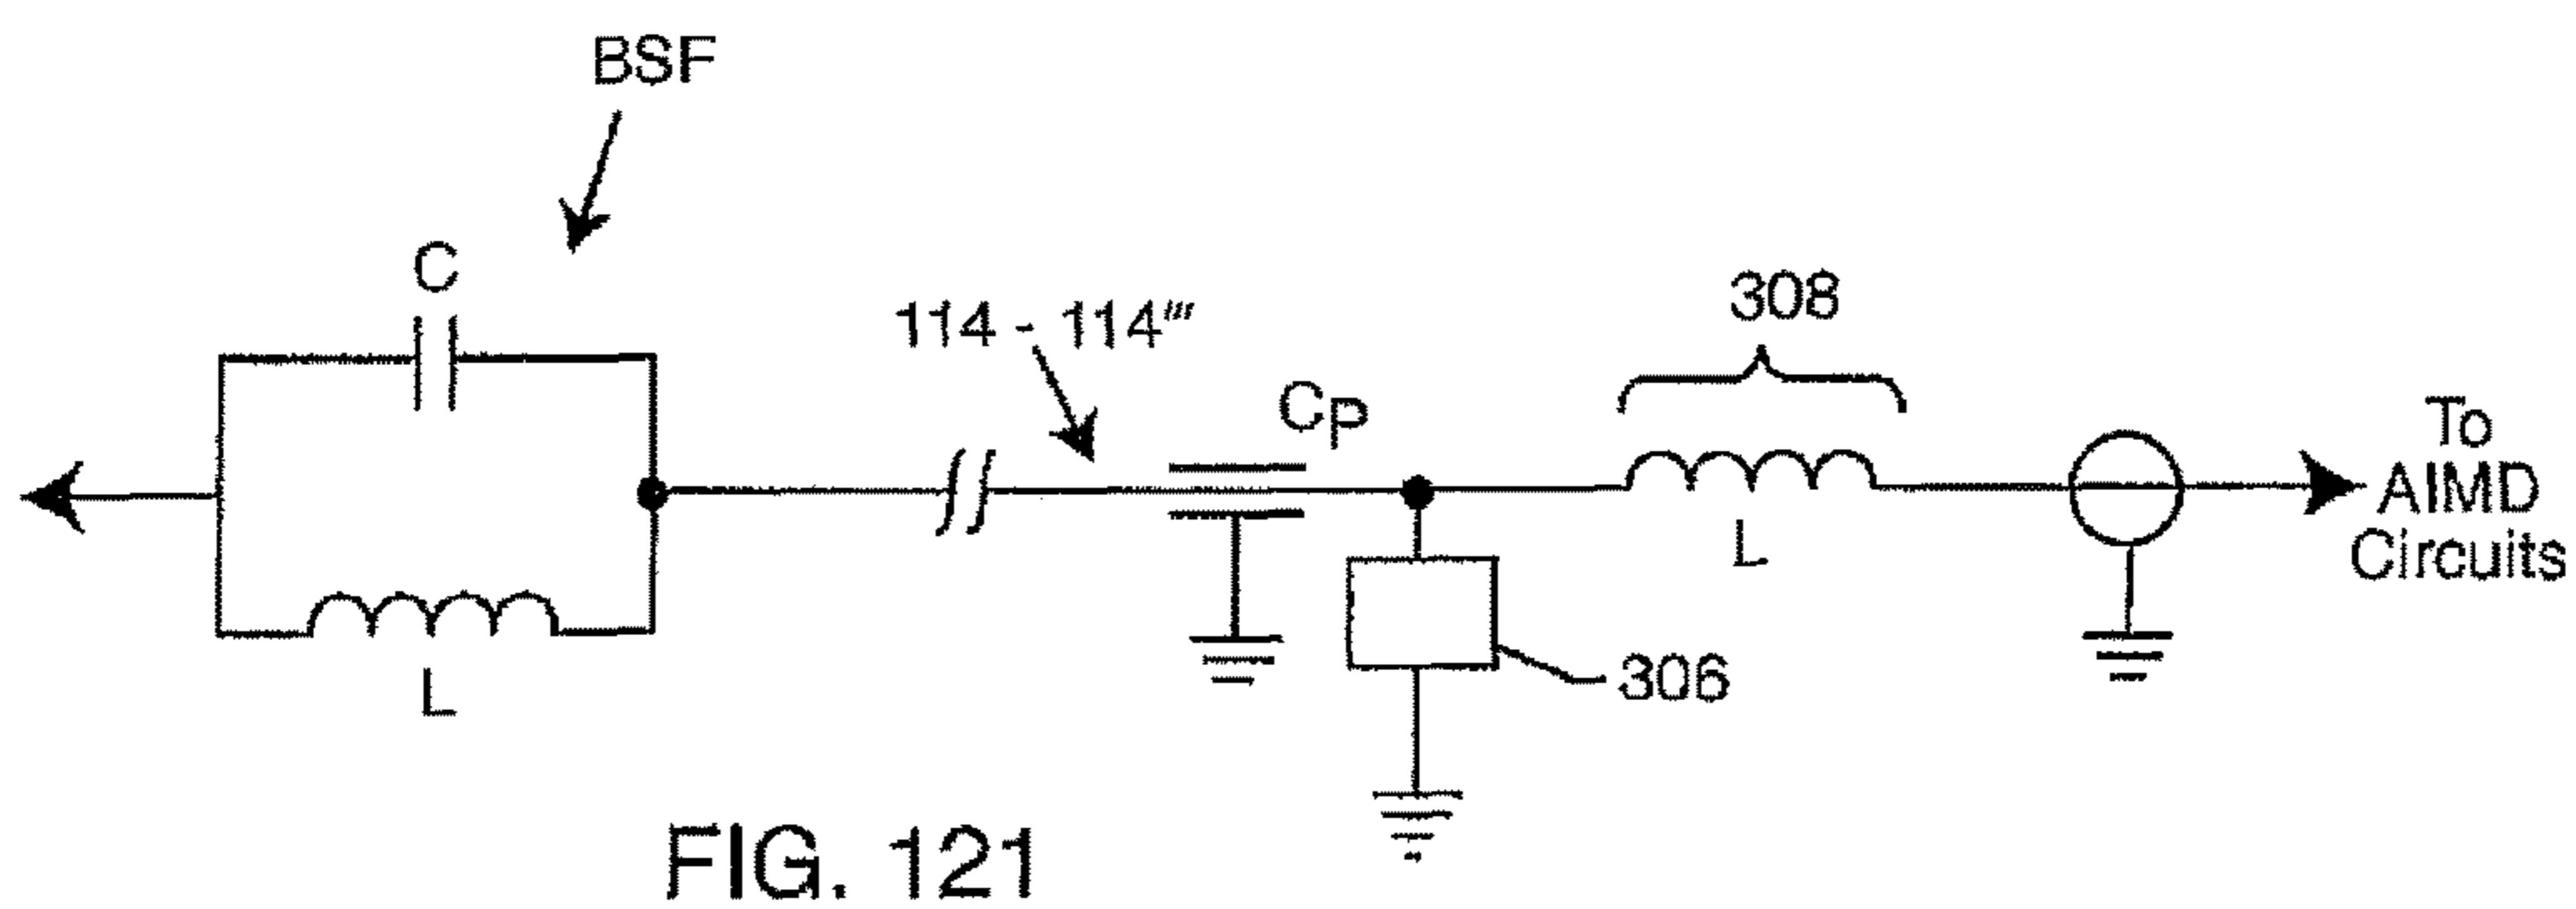 BSF
C
114 - 114‴
308
CP
To
AIMD
Circuits
L
306
L
FIG. 121